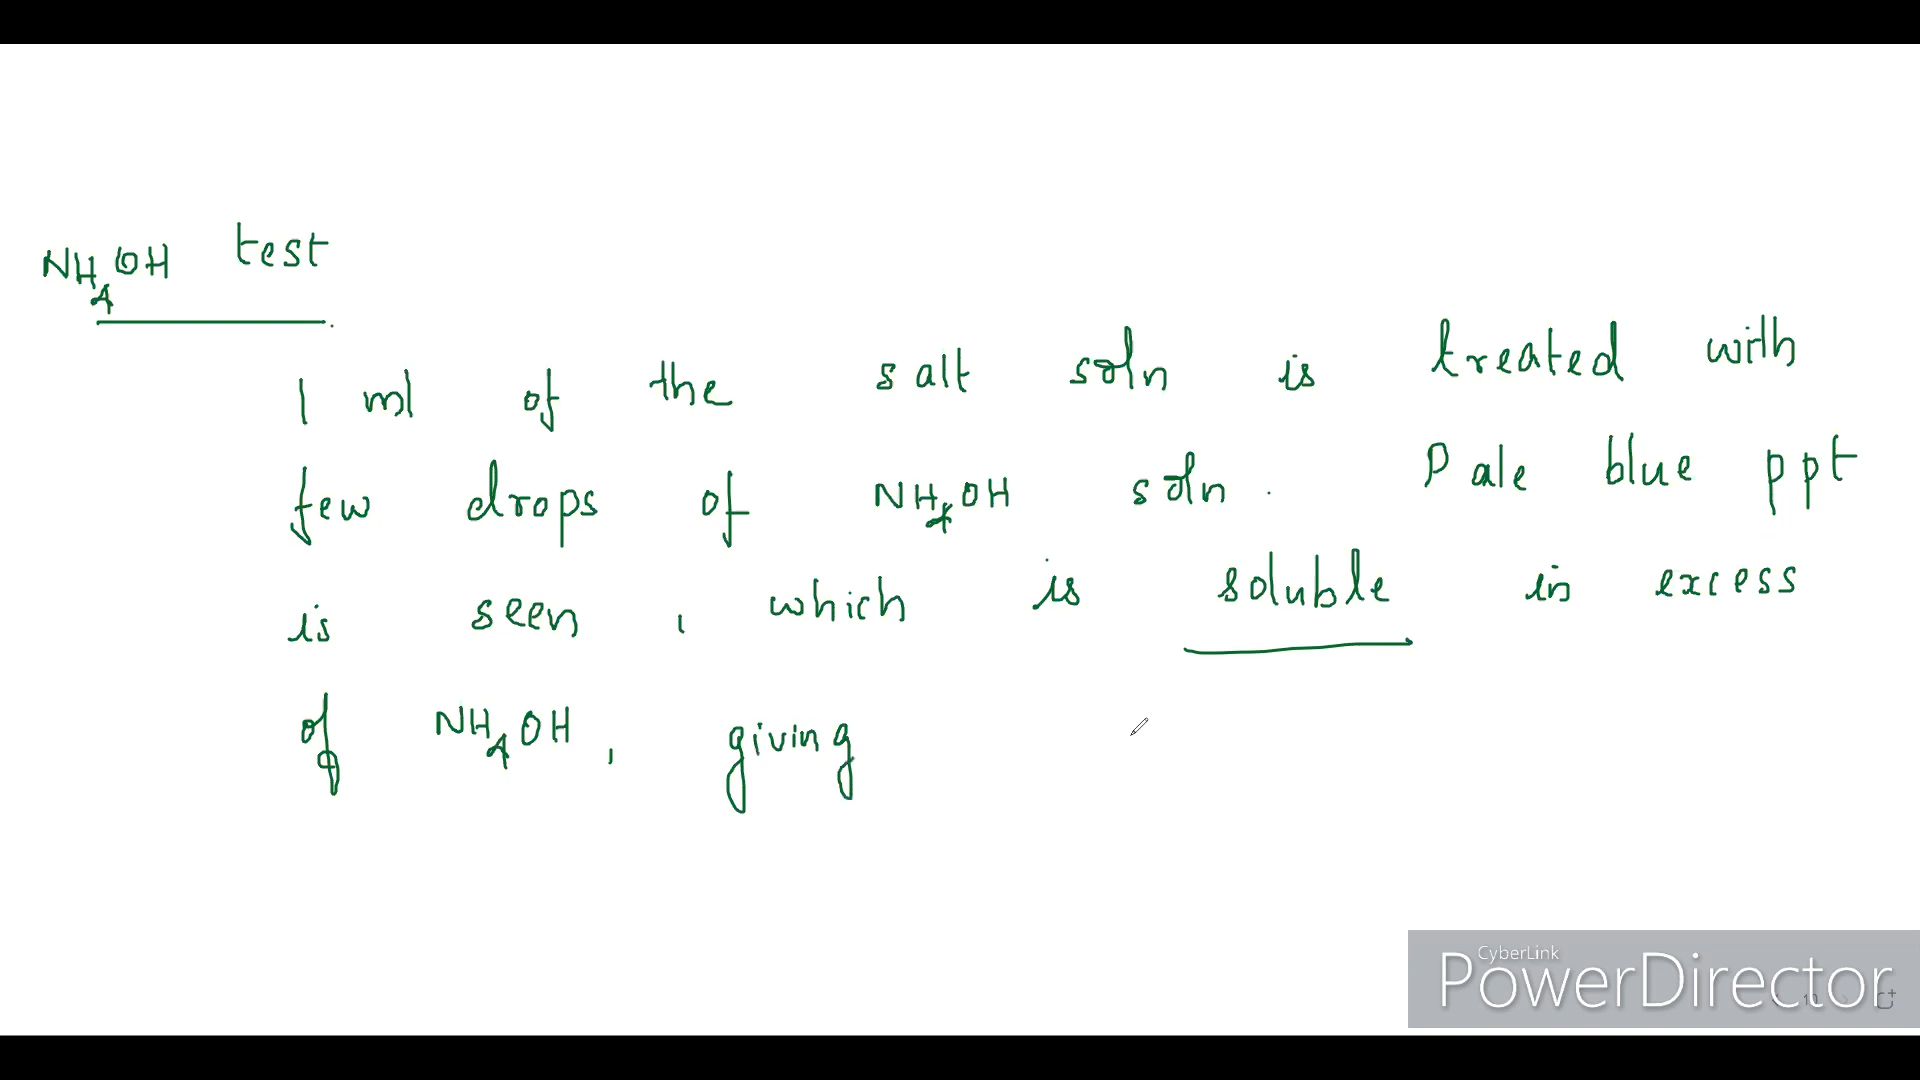 NH4OH test
1 ml of the salt soln is treated with
few drops of NH4OH soln. Pale blue ppt
is seen, which is soluble in excess
of NH4OH, giving
CyberLink
PowerDirector